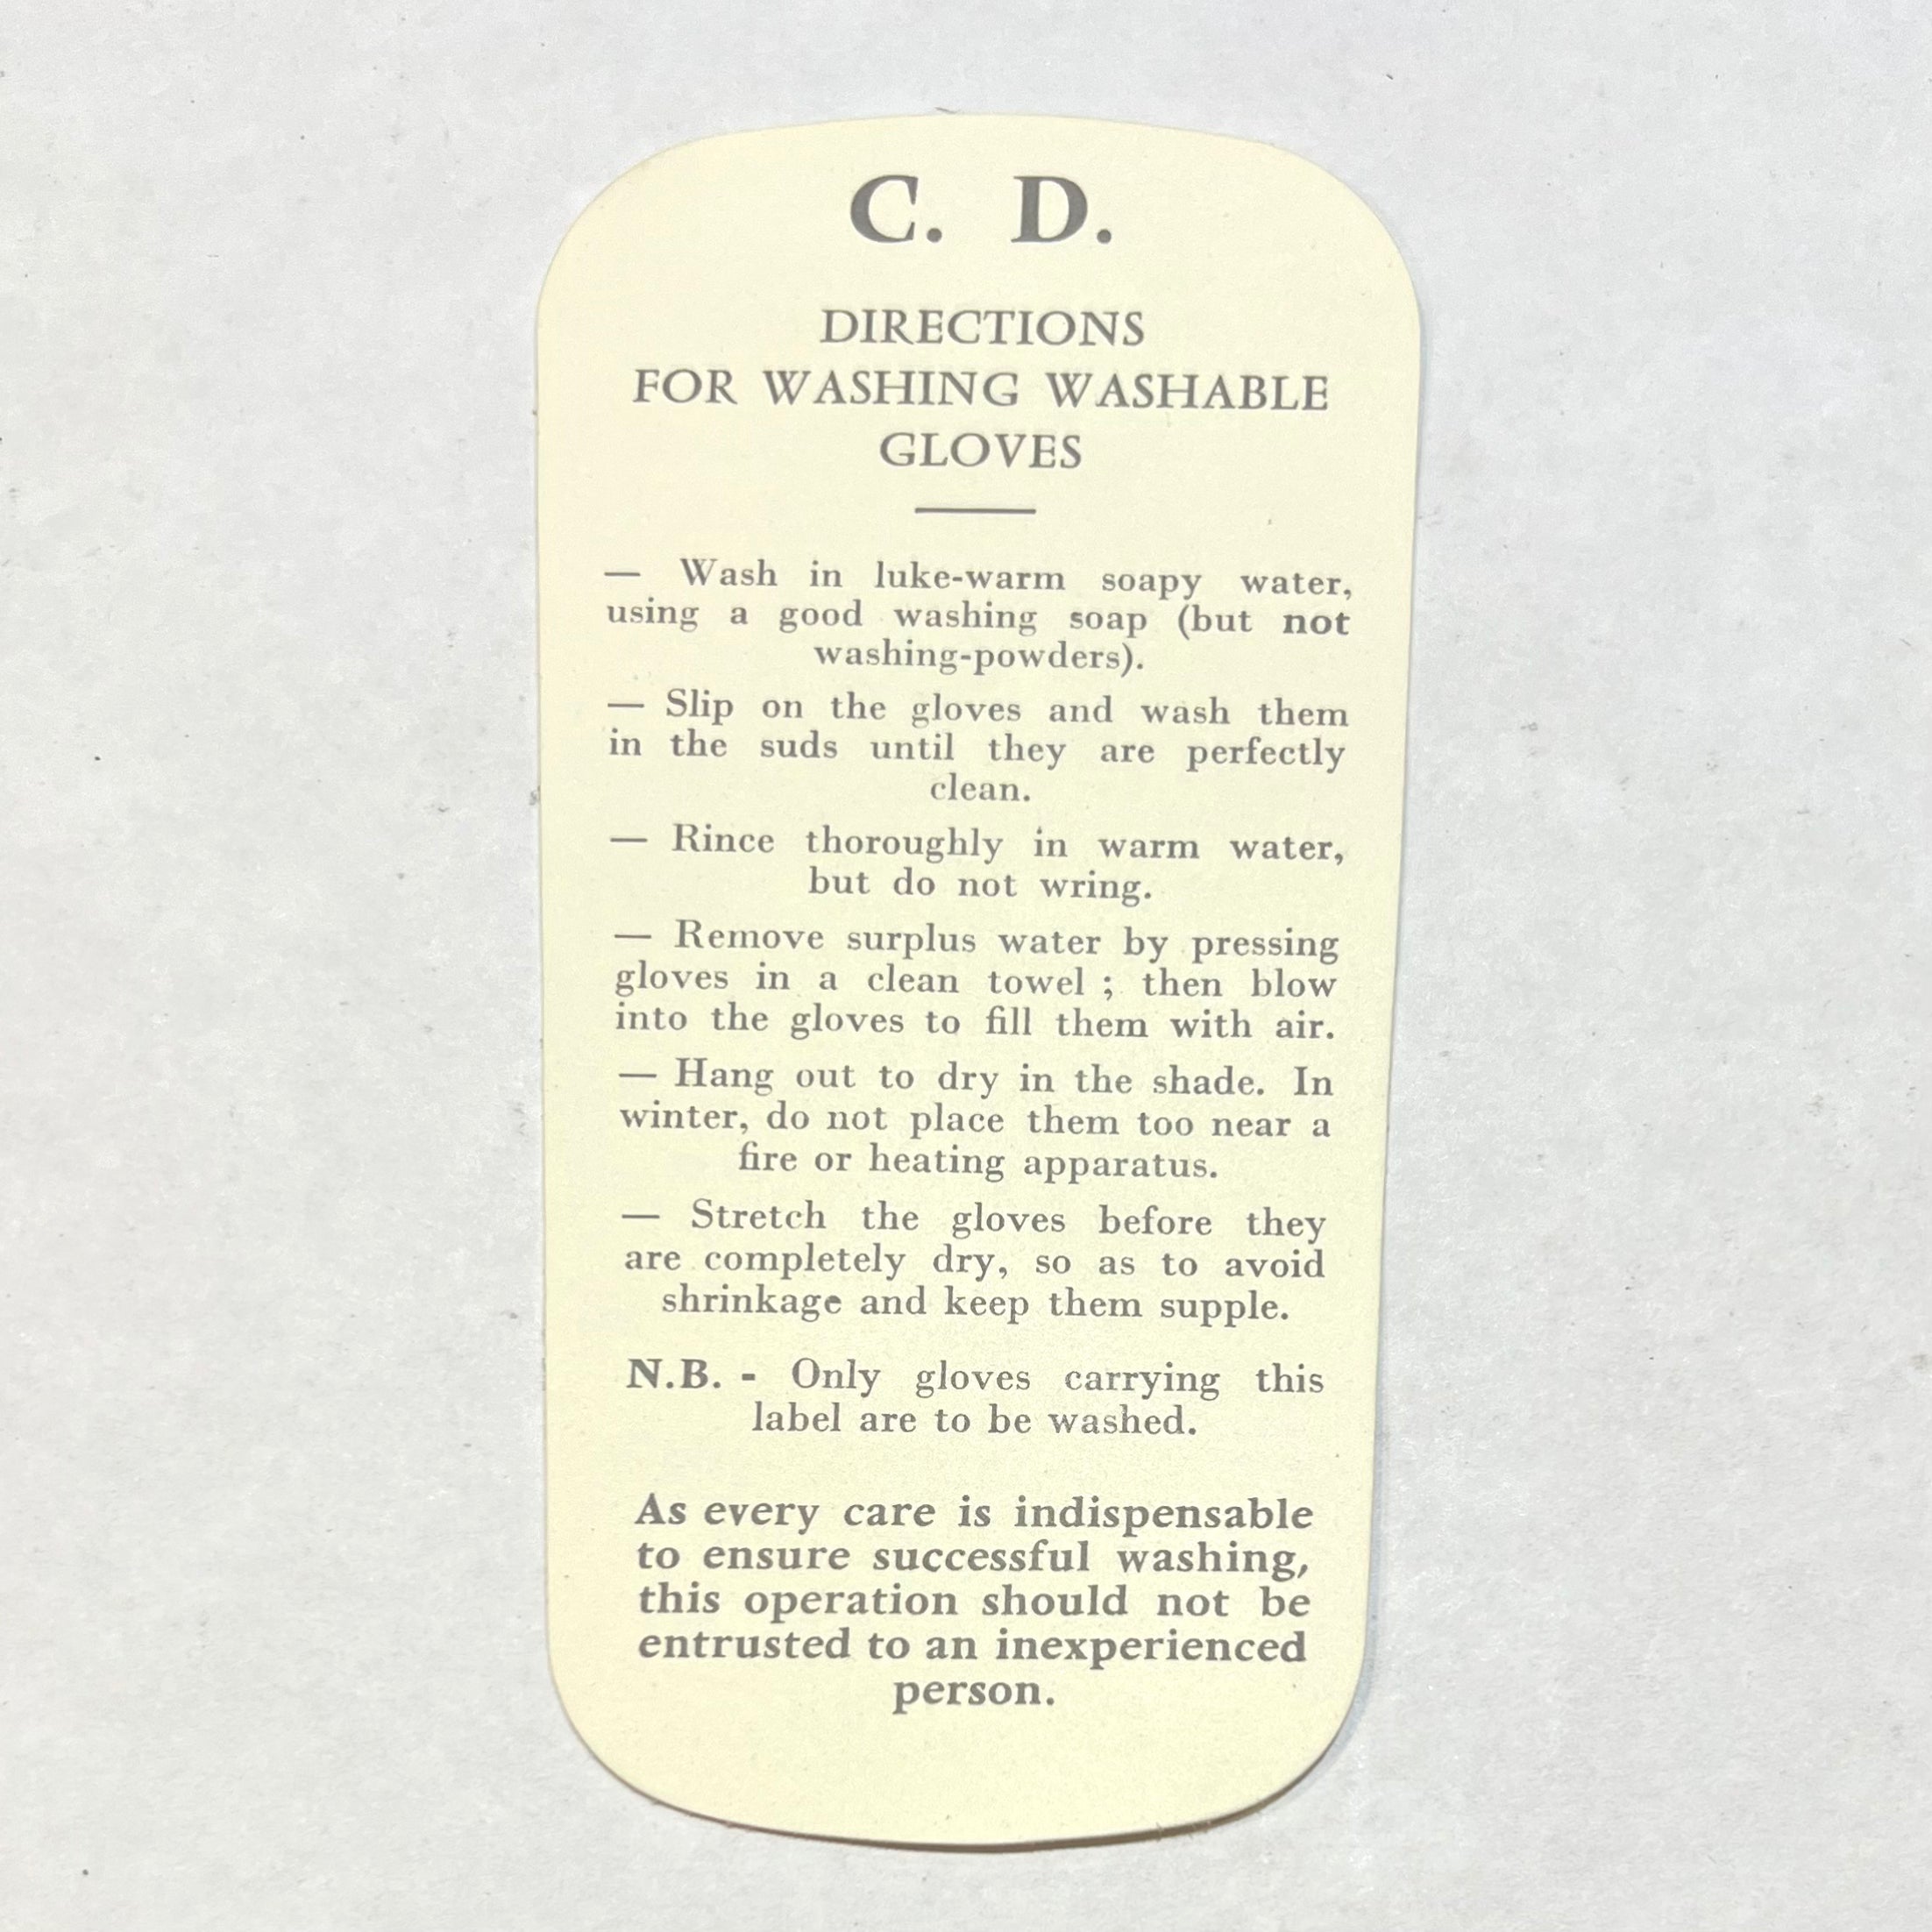 C. D.
DIRECTIONS
FOR WASHING WASHABLE
GLOVES
— Wash in luke-warm soapy water,
using a good washing soap (but not
washing-powders).
— Slip on the gloves and wash them
in the suds until they are perfectly
clean.
— Rince thoroughly in warm water,
but do not wring.
— Remove surplus water by pressing
gloves in a clean towel ; then blow
into the gloves to fill them with air.
— Hang out to dry in the shade. In
winter, do not place them too near a
fire or heating apparatus.
— Stretch the gloves before they
are completely dry, so as to avoid
shrinkage and keep them supple.
N.B. - Only gloves carrying this
label are to be washed.
As every care is indispensable
to ensure successful washing,
this operation should not be
entrusted to an inexperienced
person.